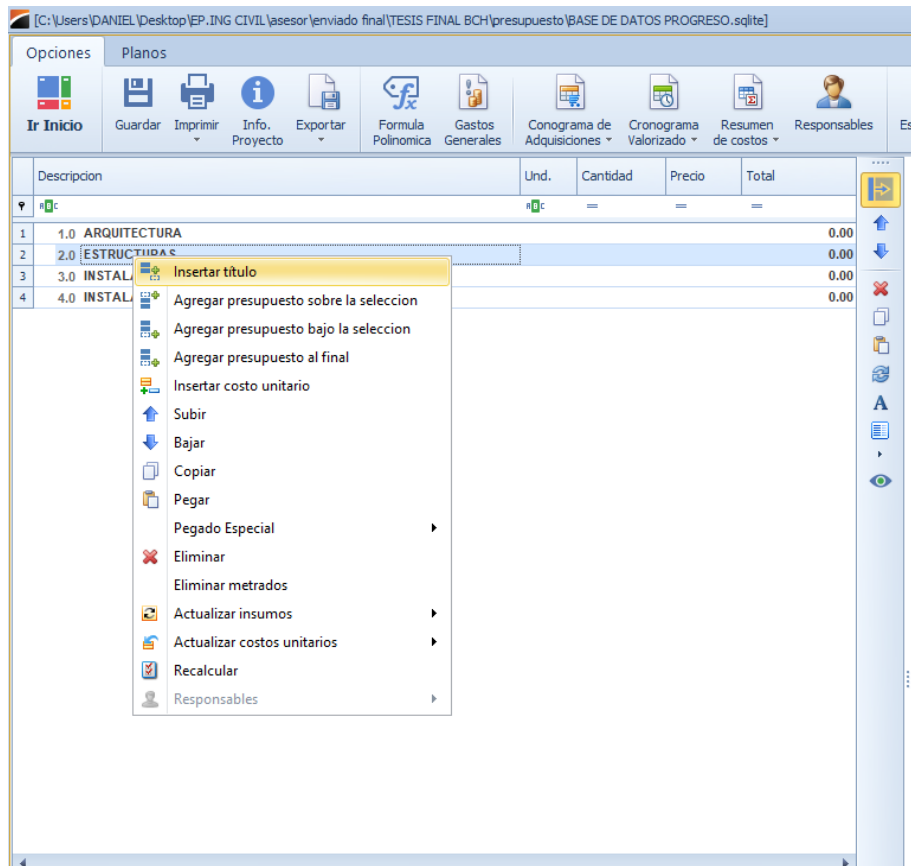 [C:\Users\DANIEL\Desktop\EP.ING CIVIL\asesor\enviado final\TESIS FINAL BCH\presupuesto\BASE DE DATOS PROGRESO.sqlite]
Opciones Planos
Ir Inicio Guardar Imprimir Info. Proyecto Exportar Formula Polinomica Gastos Generales Conograma de Adquisiciones Cronograma Valorizado Resumen de costos Responsables Es
Descripcion Und. Cantidad Precio Total
ABC ABC = = =
1 1.0 ARQUITECTURA 0.00
2 2.0 ESTRUCTURAS 0.00
3 3.0 INSTAL 0.00
4 4.0 INSTAL 0.00
Insertar título
Agregar presupuesto sobre la seleccion
Agregar presupuesto bajo la seleccion
Agregar presupuesto al final
Insertar costo unitario
Subir
Bajar
Copiar
Pegar
Pegado Especial
Eliminar
Eliminar metrados
Actualizar insumos
Actualizar costos unitarios
Recalcular
Responsables
A